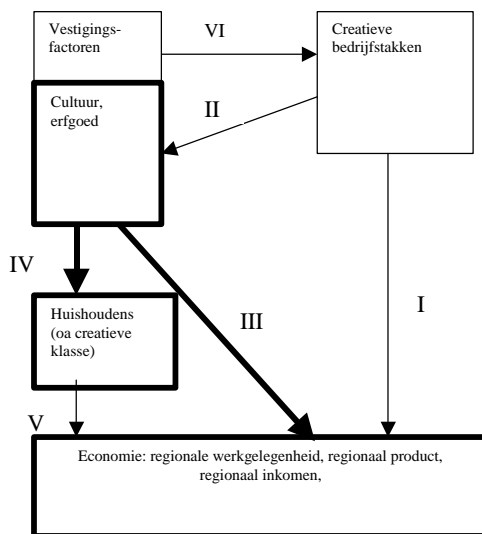 Vestigings-
factoren
VI
Creatieve
bedrijfstakken
Cultuur,
erfgoed
II
IV
Huishoudens
(oa creatieve
klasse)
III
I
V
Economie: regionale werkgelegenheid, regionaal product,
regionaal inkomen,